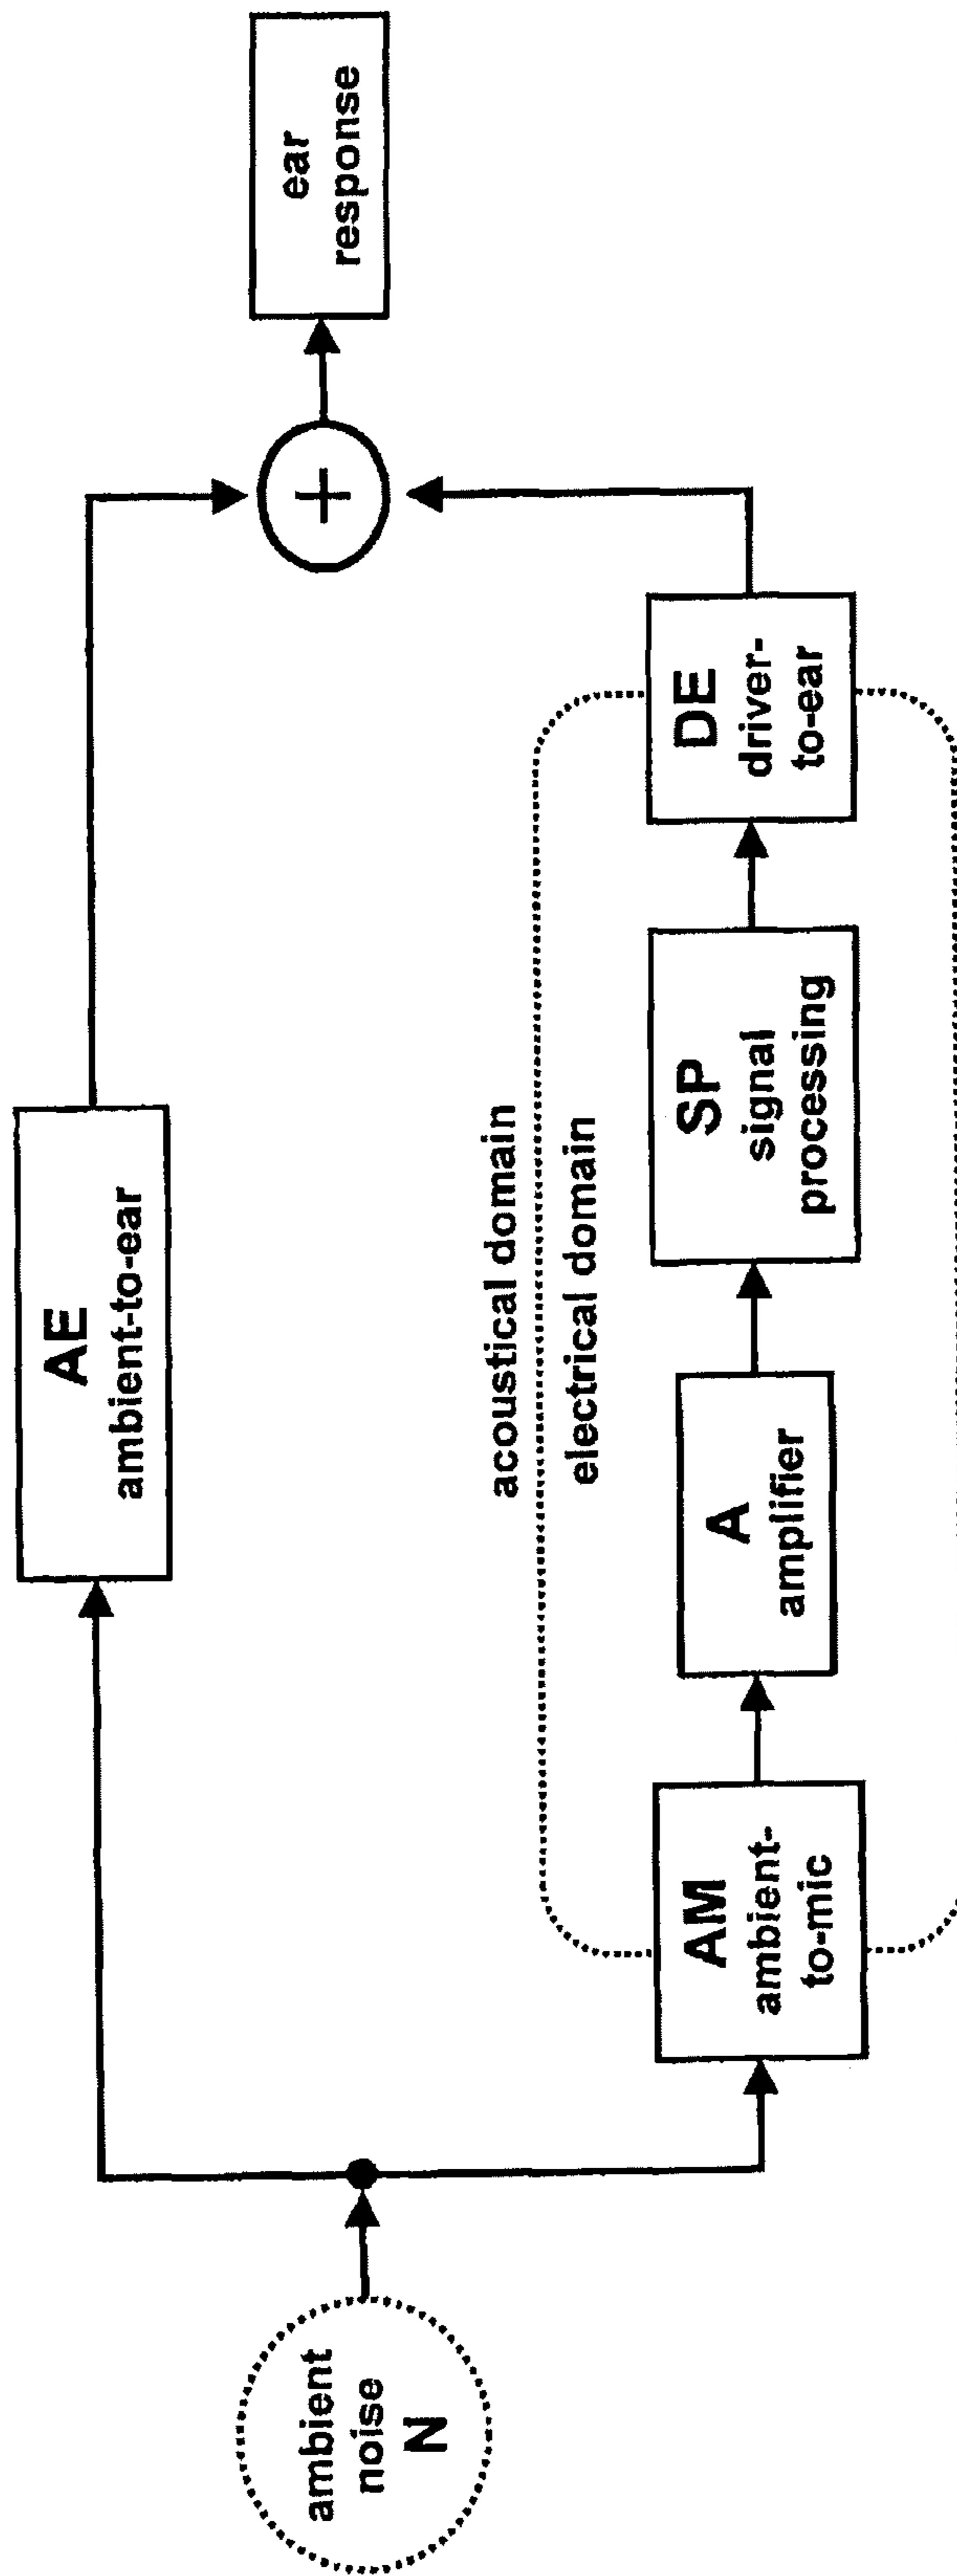 ambient
noise
N
AE
ambient-to-ear
acoustical domain
electrical domain
AM
ambient-
to-mic
A
amplifier
SP
signal
processing
DE
driver-
to-ear
+
ear
response